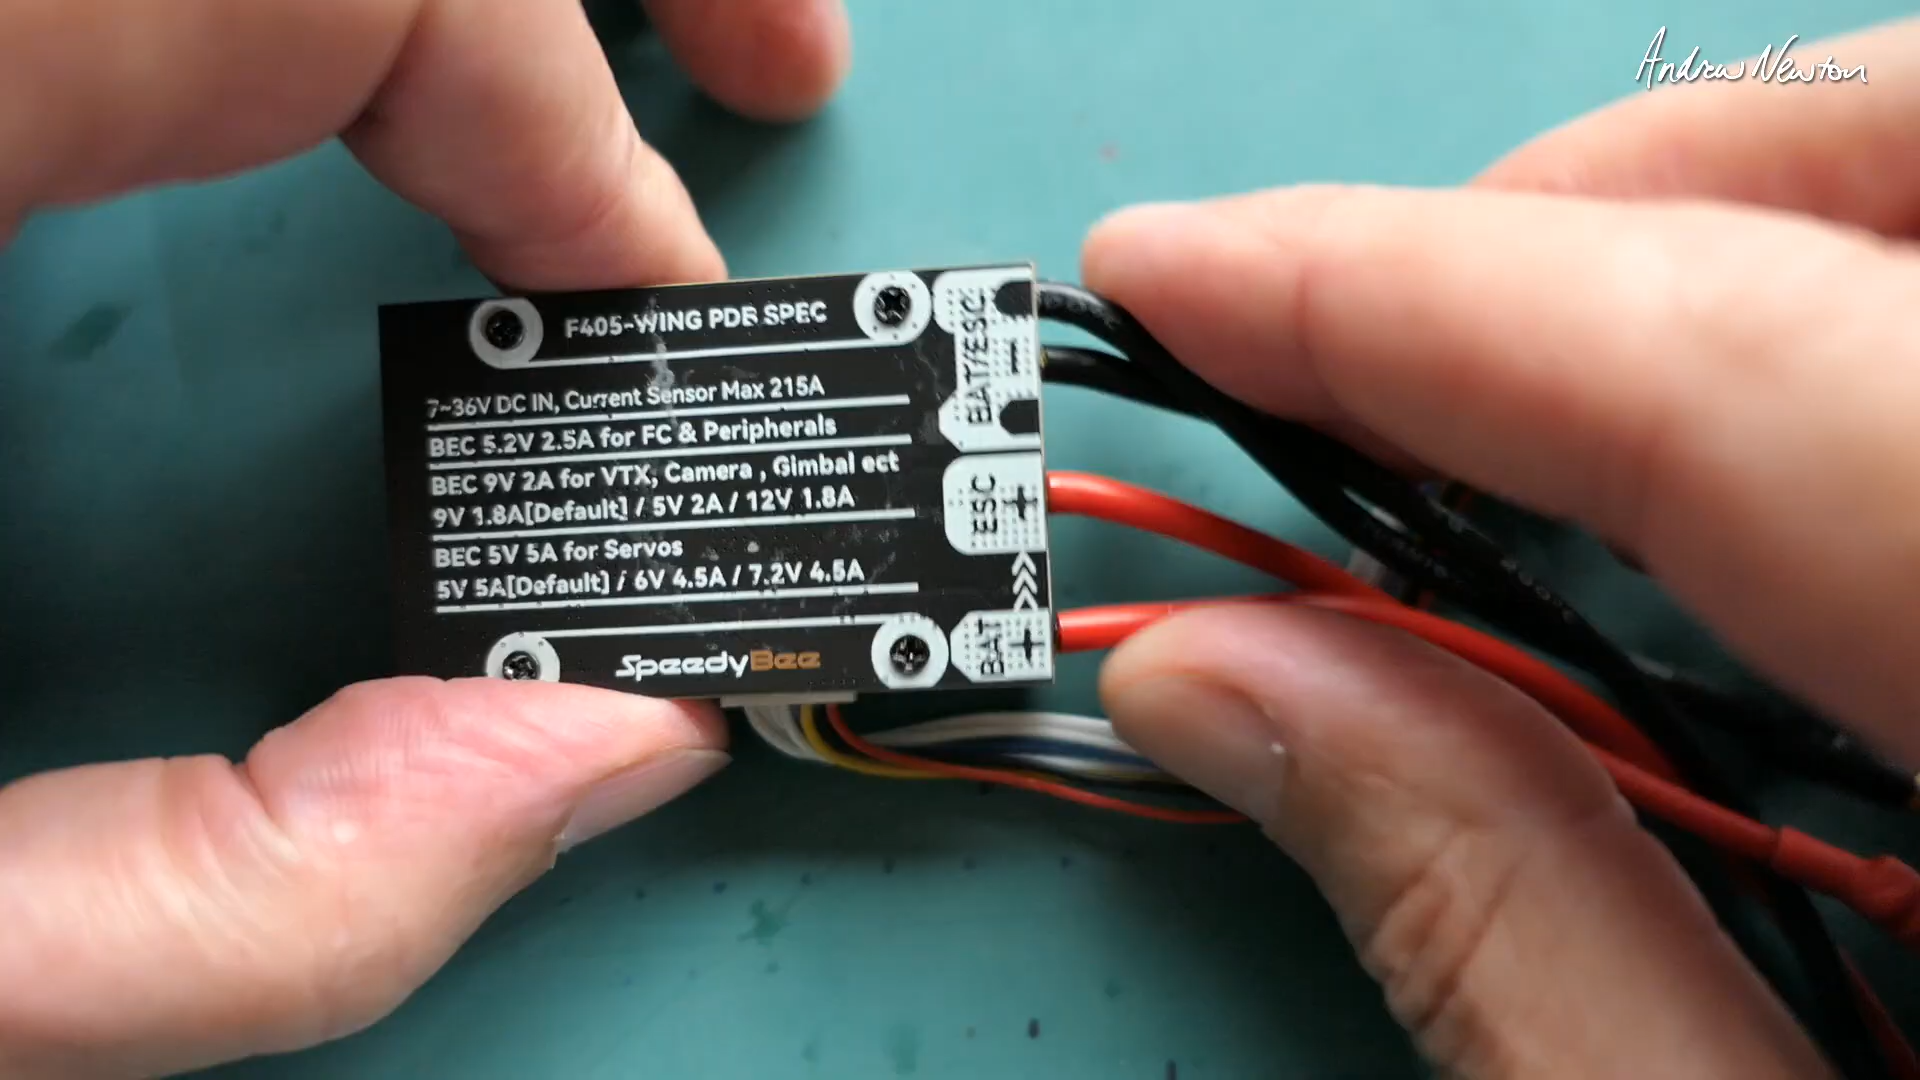 Andrew Newton
F405-WING PDB SPEC
7~36V DC IN, Current Sensor Max 215A
BEC 5.2V 2.5A for FC & Peripherals
BEC 9V 2A for VTX, Camera , Gimbal ect
9V 1.8A[Default] / 5V 2A / 12V 1.8A
BEC 5V 5A for Servos
5V 5A[Default] / 6V 4.5A / 7.2V 4.5A
SpeedyBee
BAT/ESC
−
ESC
+
>>>
BAT
+